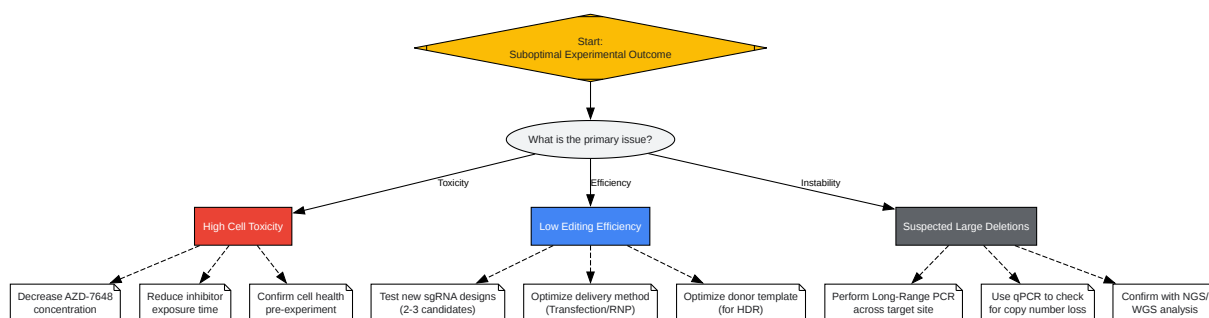 Start:
Suboptimal Experimental Outcome
What is the primary issue?
Toxicity
Efficiency
Instability
High Cell Toxicity
Low Editing Efficiency
Suspected Large Deletions
Decrease AZD-7648
concentration
Reduce inhibitor
exposure time
Confirm cell health
pre-experiment
Test new sgRNA designs
(2-3 candidates)
Optimize delivery method
(Transfection/RNP)
Optimize donor template
(for HDR)
Perform Long-Range PCR
across target site
Use qPCR to check
for copy number loss
Confirm with NGS/
WGS analysis